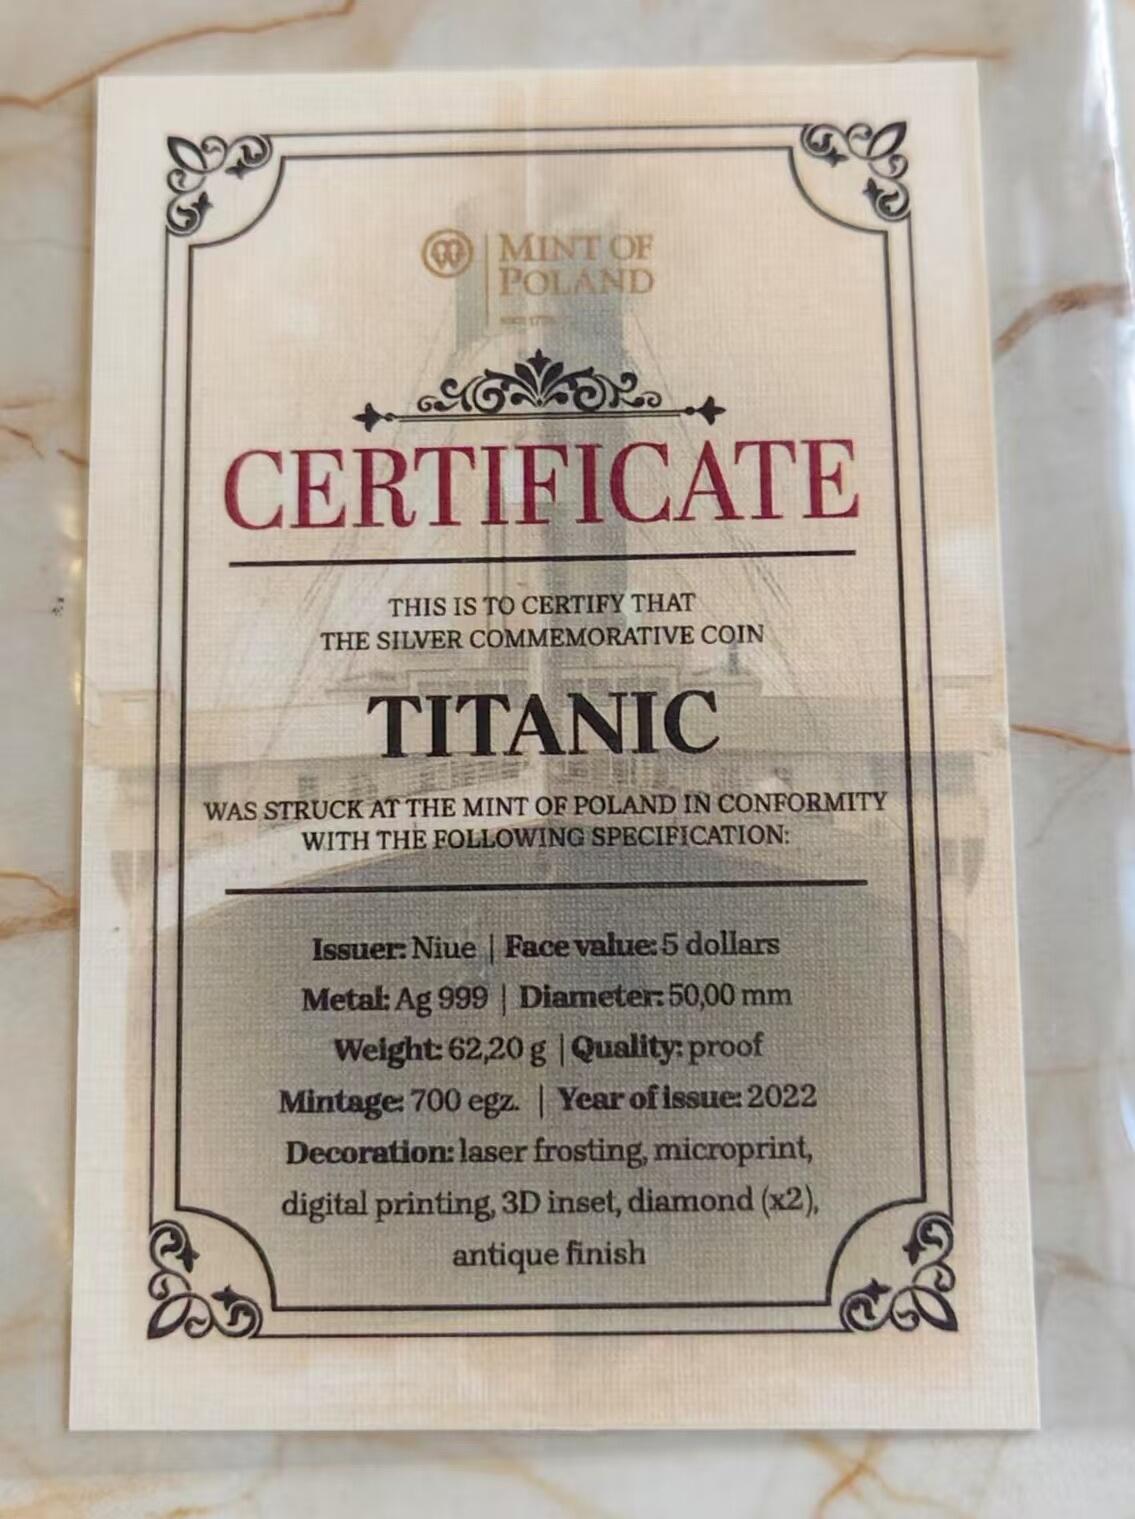 MINT OF
POLAND
CERTIFICATE
THIS IS TO CERTIFY THAT
THE SILVER COMMEMORATIVE COIN
TITANIC
WAS STRUCK AT THE MINT OF POLAND IN CONFORMITY
WITH THE FOLLOWING SPECIFICATION:
Issuer: Niue | Face value: 5 dollars
Metal: Ag 999 | Diameter: 50,00 mm
Weight: 62,20 g | Quality: proof
Mintage: 700 egz. | Year of issue: 2022
Decoration: laser frosting, microprint,
digital printing, 3D inset, diamond (x2),
antique finish